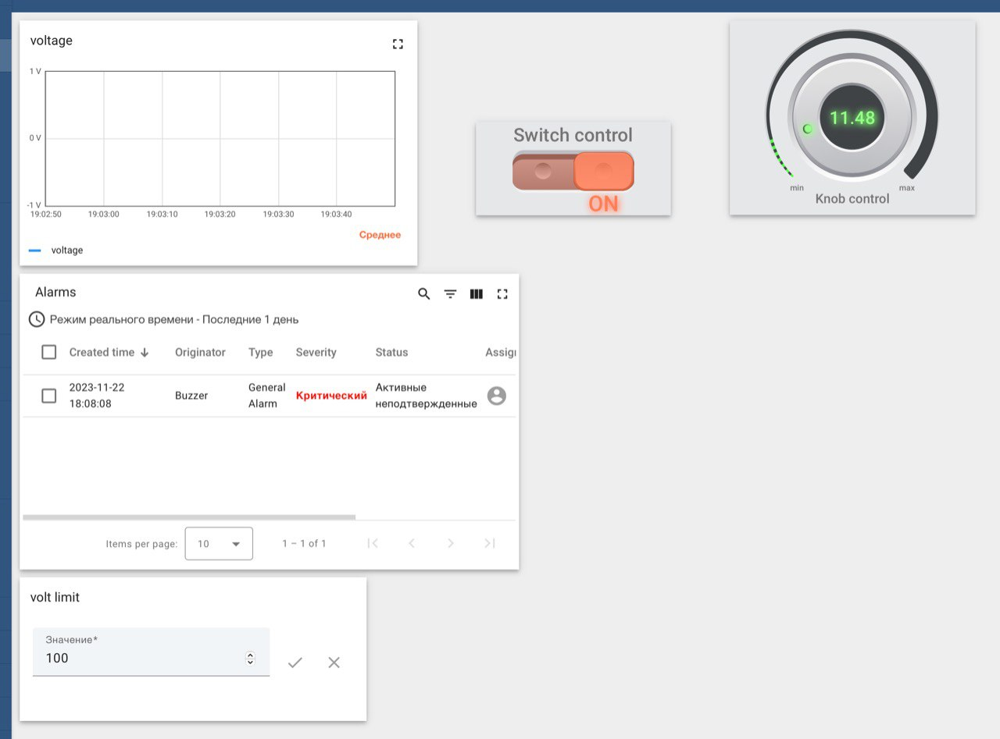 voltage
1 V
0 V
-1 V
19:02:50 19:03:00 19:03:10 19:03:20 19:03:30 19:03:40
Среднее
voltage
Switch control
ON
11.48
min max
Knob control
Alarms
Режим реального времени - Последние 1 день
Created time Originator Type Severity Status Assig
2023-11-22
18:08:08
Buzzer
General
Alarm
Критический
Активные
неподтвержденные
Items per page: 10 1 – 1 of 1
volt limit
Значение*
100